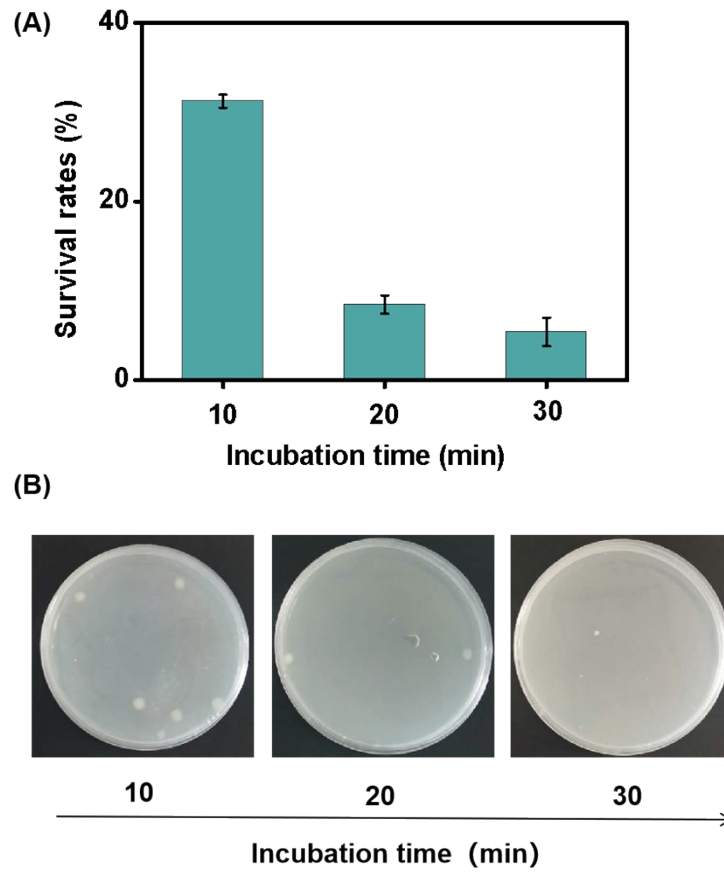 (A)
40
20
0
Survival rates (%)
10 20 30
Incubation time (min)
(B)
10 20 30
Incubation time (min)